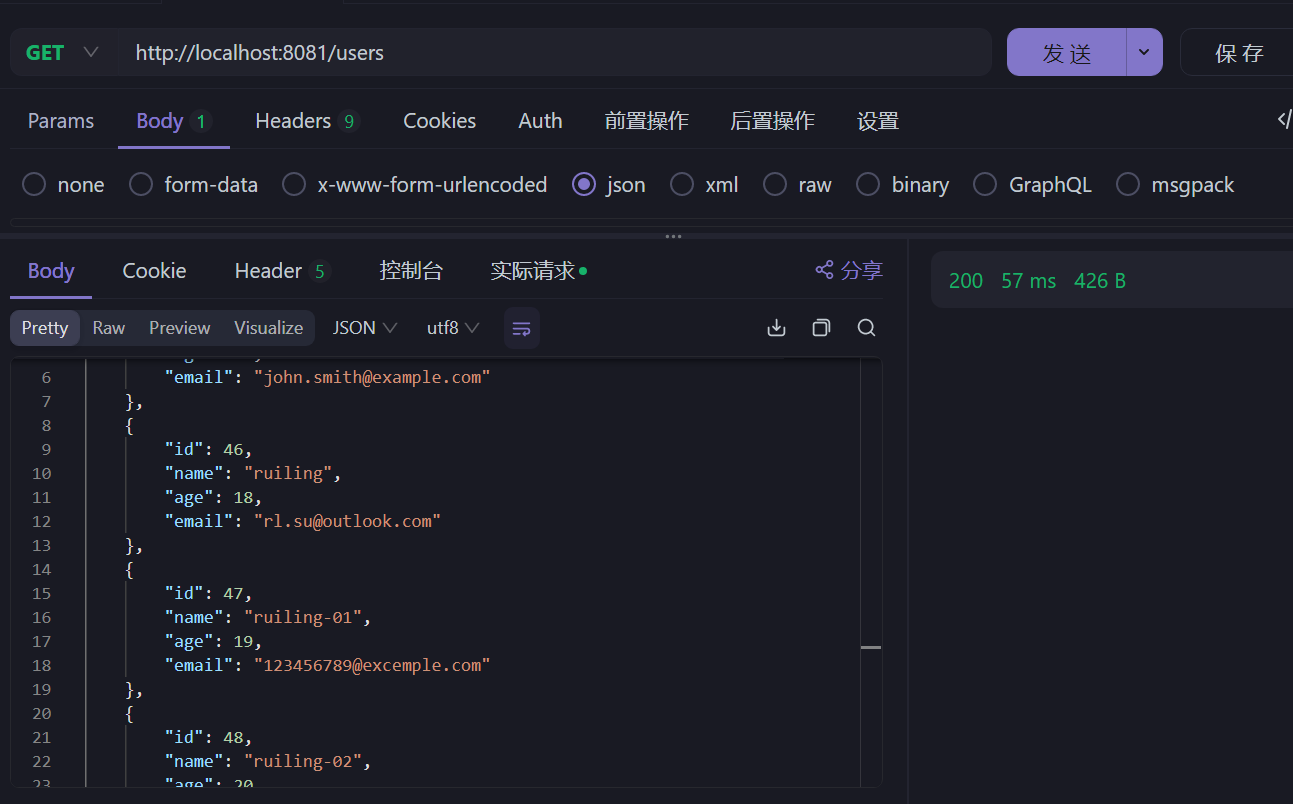 GET http://localhost:8081/users 发 送 保 存
Params Body 1 Headers 9 Cookies Auth 前置操作 后置操作 设置 </
none form-data x-www-form-urlencoded json xml raw binary GraphQL msgpack
Body Cookie Header 5 控制台 实际请求 分享
200 57 ms 426 B
Pretty Raw Preview Visualize JSON utf8
6 "email": "john.smith@example.com"
7 },
8 {
9 "id": 46,
10 "name": "ruiling",
11 "age": 18,
12 "email": "rl.su@outlook.com"
13 },
14 {
15 "id": 47,
16 "name": "ruiling-01",
17 "age": 19,
18 "email": "123456789@excemple.com"
19 },
20 {
21 "id": 48,
22 "name": "ruiling-02",
23 "age": 20,